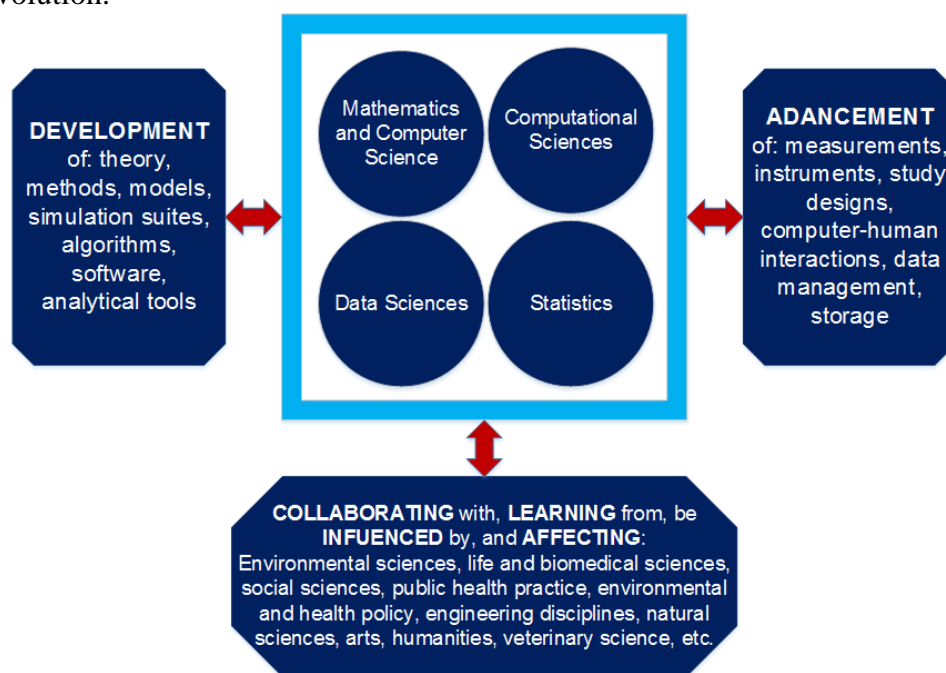 volution.
DEVELOPMENT
of: theory,
methods, models,
simulation suites,
algorithms,
software,
analytical tools
Mathematics
and Computer
Science
Computational
Sciences
Data Sciences
Statistics
ADANCEMENT
of: measurements,
instruments, study
designs,
computer-human
interactions, data
management,
storage
COLLABORATING with, LEARNING from, be
INFLUENCED by, and AFFECTING:
Environmental sciences, life and biomedical sciences,
social sciences, public health practice, environmental
and health policy, engineering disciplines, natural
sciences, arts, humanities, veterinary science, etc.